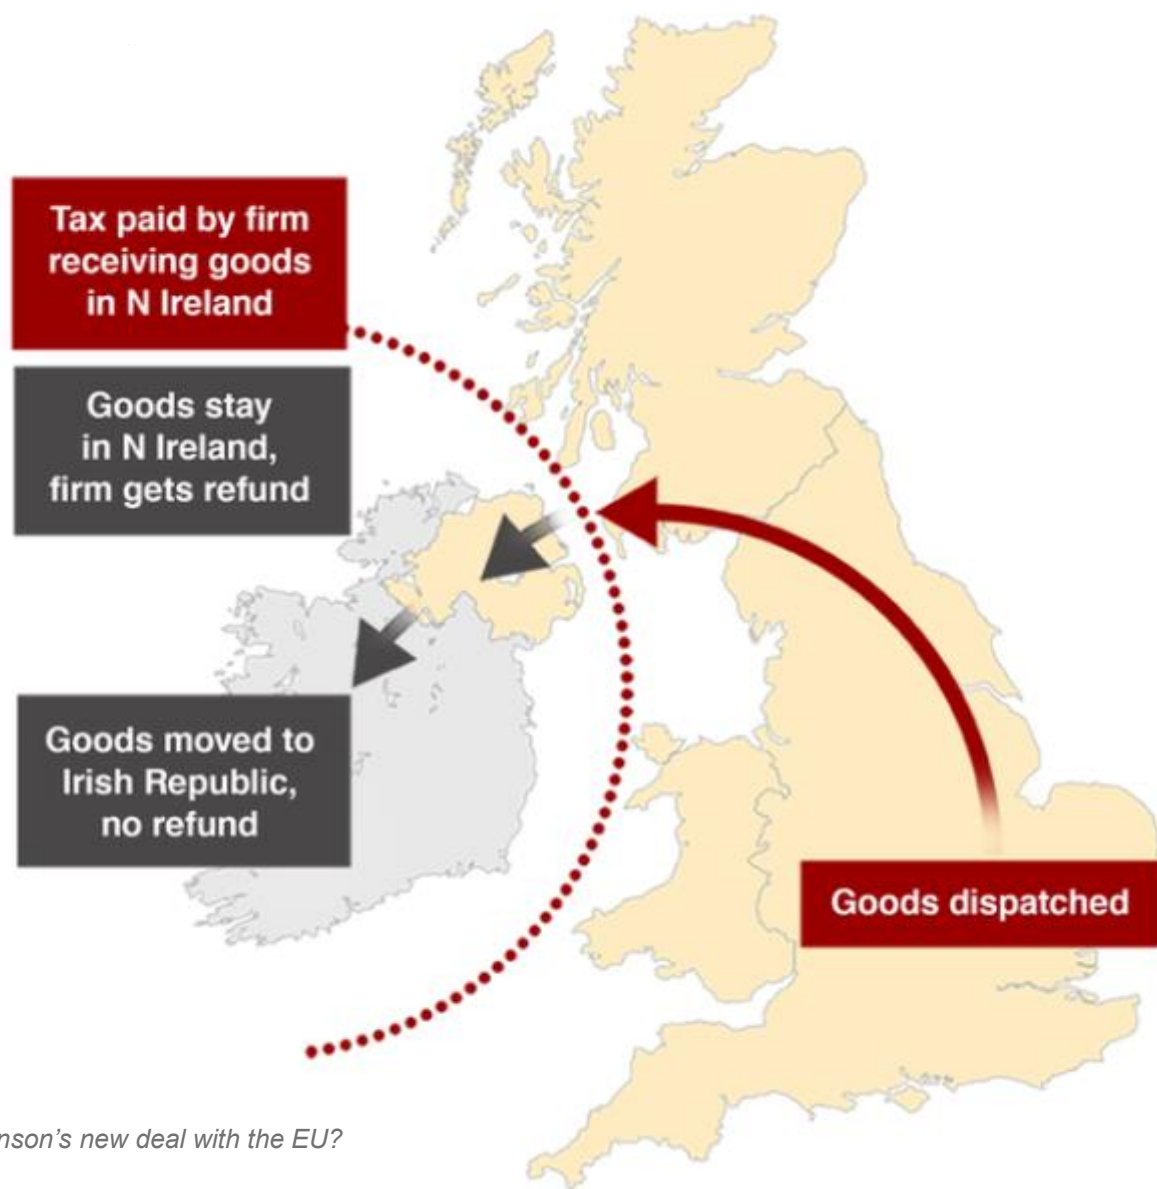 Tax paid by firm
receiving goods
in N Ireland
Goods stay
in N Ireland,
firm gets refund
Goods moved to
Irish Republic,
no refund
Goods dispatched
nson's new deal with the EU?